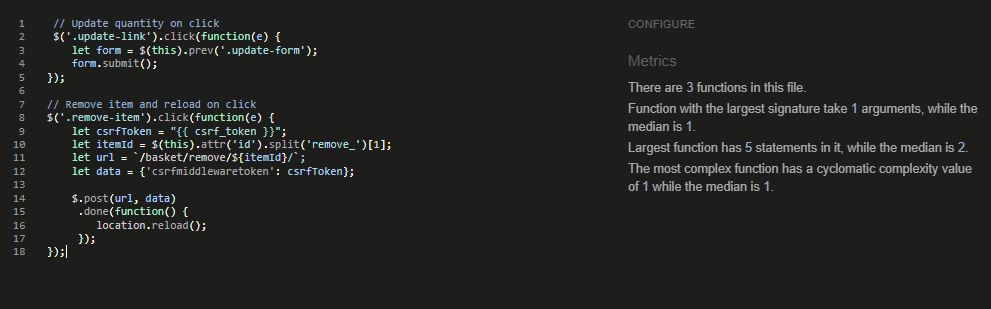 1 // Update quantity on click
2 $('.update-link').click(function(e) {
3 let form = $(this).prev('.update-form');
4 form.submit();
5 });
6
7 // Remove item and reload on click
8 $('.remove-item').click(function(e) {
9 let csrfToken = "{{ csrf_token }}";
10 let itemId = $(this).attr('id').split('remove_')[1];
11 let url = `/basket/remove/${itemId}/`;
12 let data = {'csrfmiddlewaretoken': csrfToken};
13
14 $.post(url, data)
15 .done(function() {
16 location.reload();
17 });
18 });
CONFIGURE
Metrics
There are 3 functions in this file.
Function with the largest signature take 1 arguments, while the
median is 1.
Largest function has 5 statements in it, while the median is 2.
The most complex function has a cyclomatic complexity value
of 1 while the median is 1.